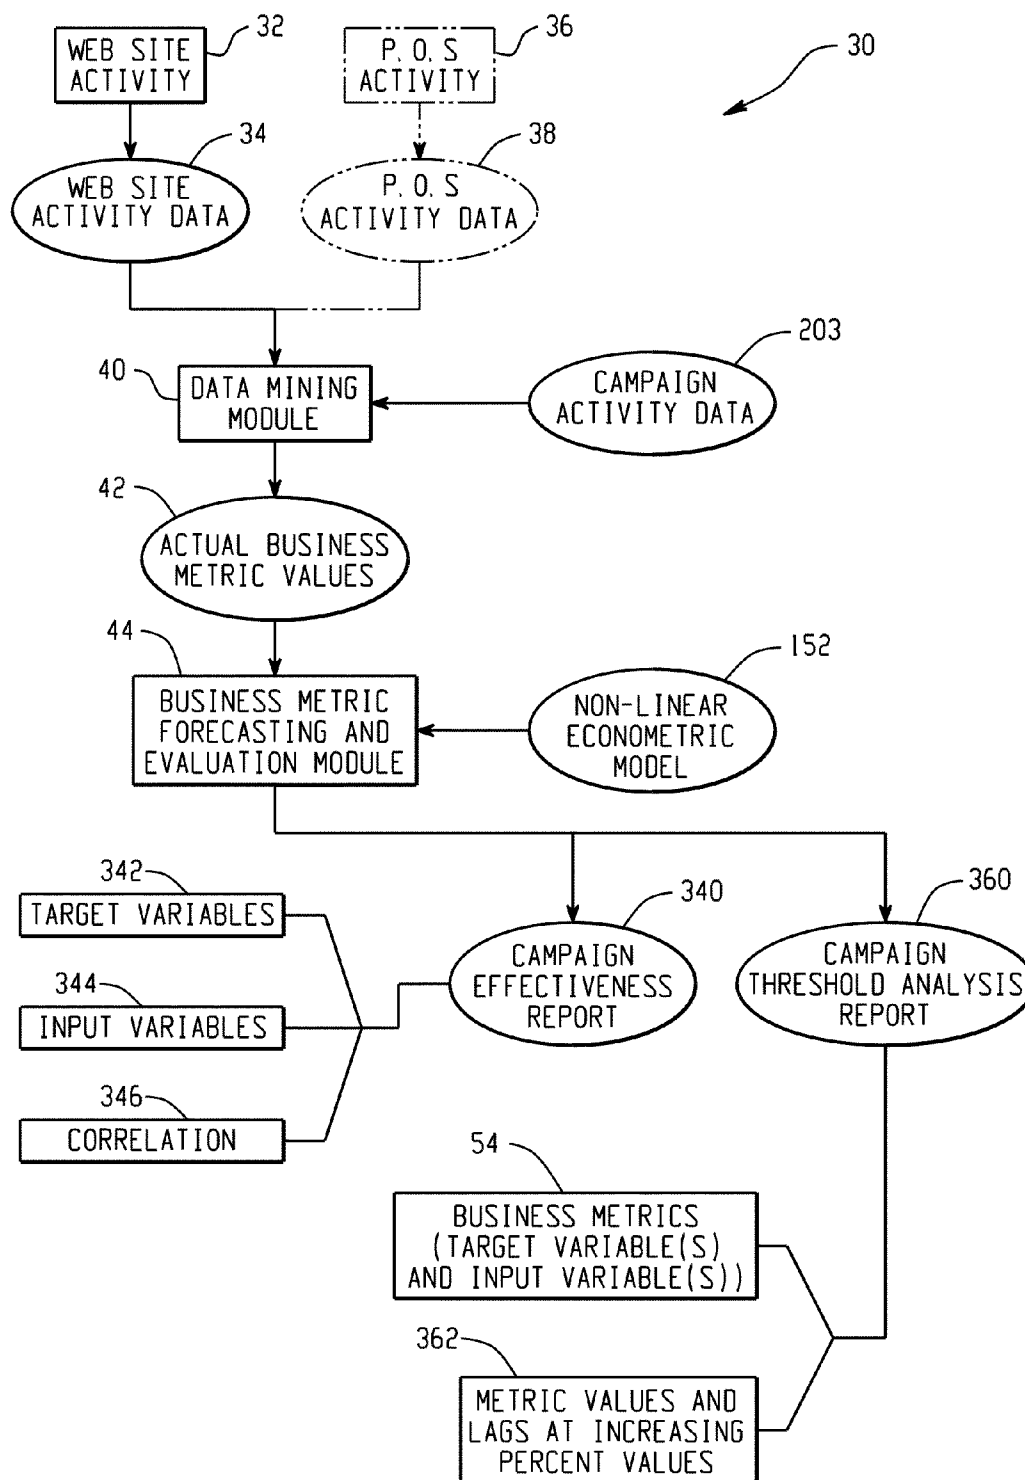 32
WEB SITE
ACTIVITY
36
P.O.S
ACTIVITY
30
34
WEB SITE
ACTIVITY DATA
38
P.O.S
ACTIVITY DATA
40
DATA MINING
MODULE
203
CAMPAIGN
ACTIVITY DATA
42
ACTUAL BUSINESS
METRIC VALUES
44
BUSINESS METRIC
FORECASTING AND
EVALUATION MODULE
152
NON-LINEAR
ECONOMETRIC
MODEL
342
TARGET VARIABLES
344
INPUT VARIABLES
346
CORRELATION
340
CAMPAIGN
EFFECTIVENESS
REPORT
360
CAMPAIGN
THRESHOLD ANALYSIS
REPORT
54
BUSINESS METRICS
(TARGET VARIABLE(S)
AND INPUT VARIABLE(S))
362
METRIC VALUES AND
LAGS AT INCREASING
PERCENT VALUES